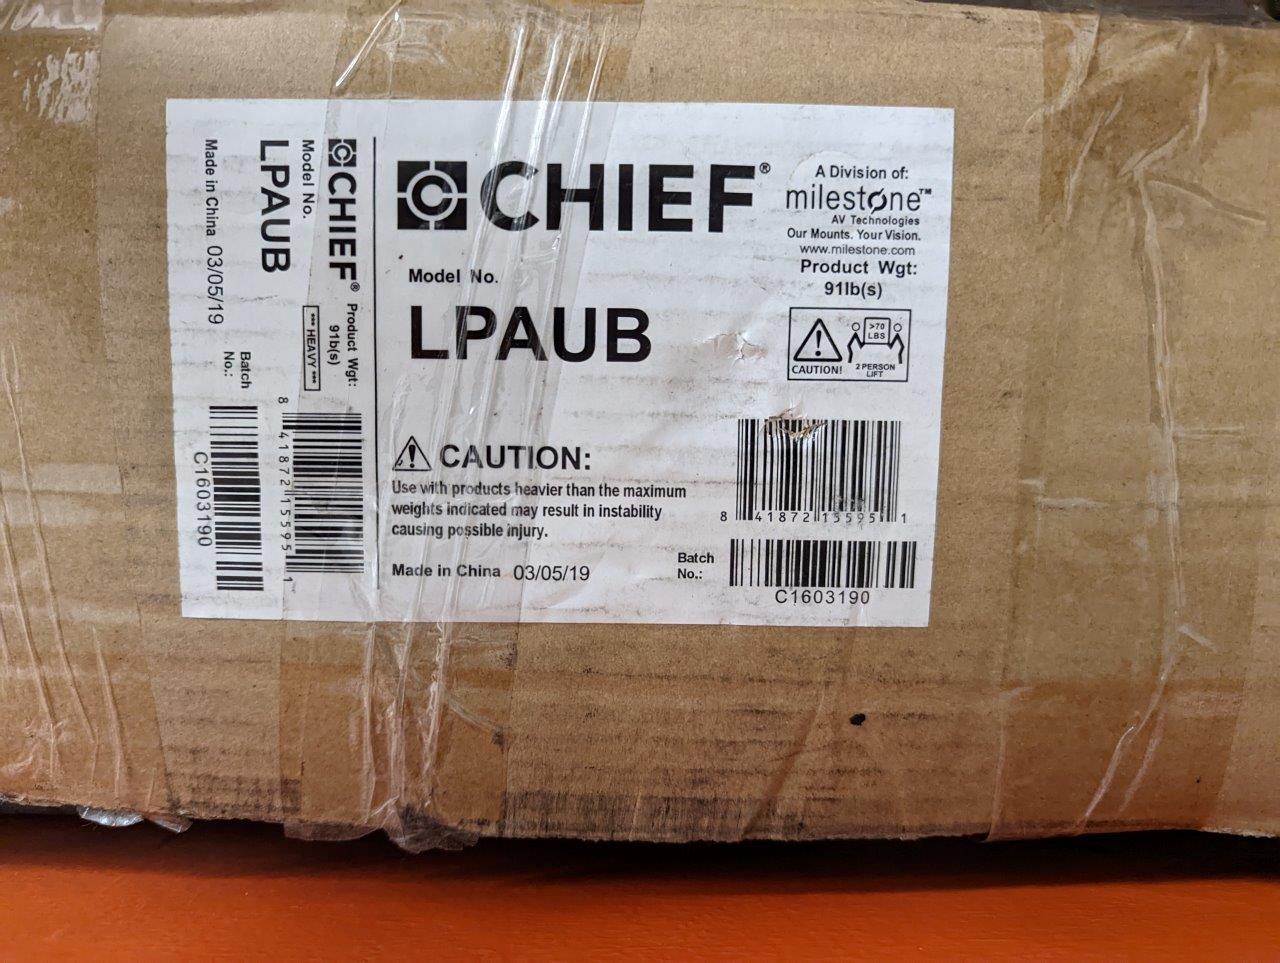 CHIEF®
Model No.
LPAUB
A Division of:
milestone™
AV Technologies
Our Mounts. Your Vision.
www.milestone.com
Product Wgt:
91lb(s)
CAUTION!
>70
LBS
2 PERSON
LIFT
CAUTION:
Use with products heavier than the maximum
weights indicated may result in instability
causing possible injury.
Made in China 03/05/19
8 41872 15595 1
Batch
No.:
C1603190
CHIEF®
Model No.
LPAUB
Made in China 03/05/19
Product Wgt:
91b(s)
*** HEAVY ***
Batch
No.:
8 41872 15595 1
C1603190